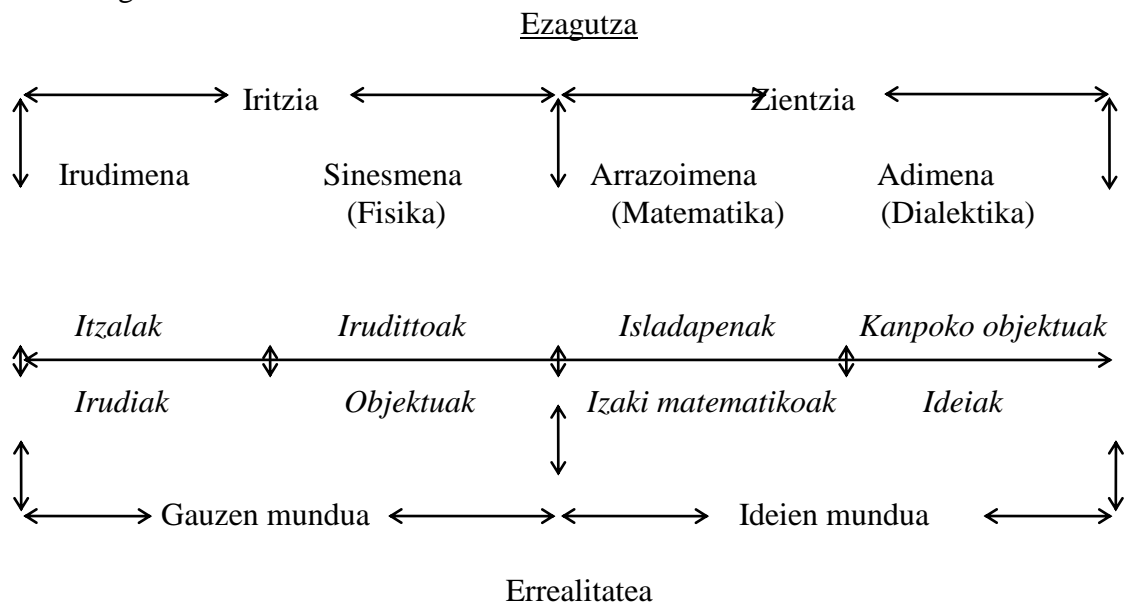 Ezagutza
Iritzia Zientzia
Irudimena Sinesmena Arrazoimena Adimena
(Fisika) (Matematika) (Dialektika)
Itzalak Irudittoak Isladapenak Kanpoko objektuak
Irudiak Objektuak Izaki matematikoak Ideiak
Gauzen mundua Ideien mundua
Errealitatea